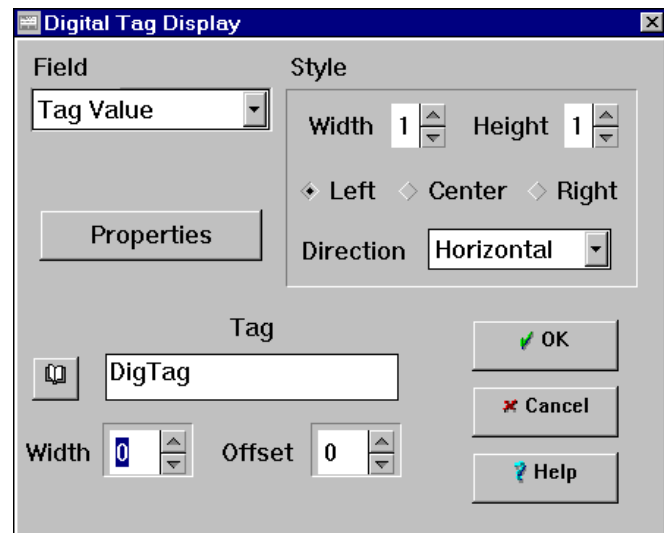 Digital Tag Display
Field
Tag Value
Properties
Style
Width 1 Height 1
Left Center Right
Direction Horizontal
Tag
DigTag
Width 0 Offset 0
OK
Cancel
Help